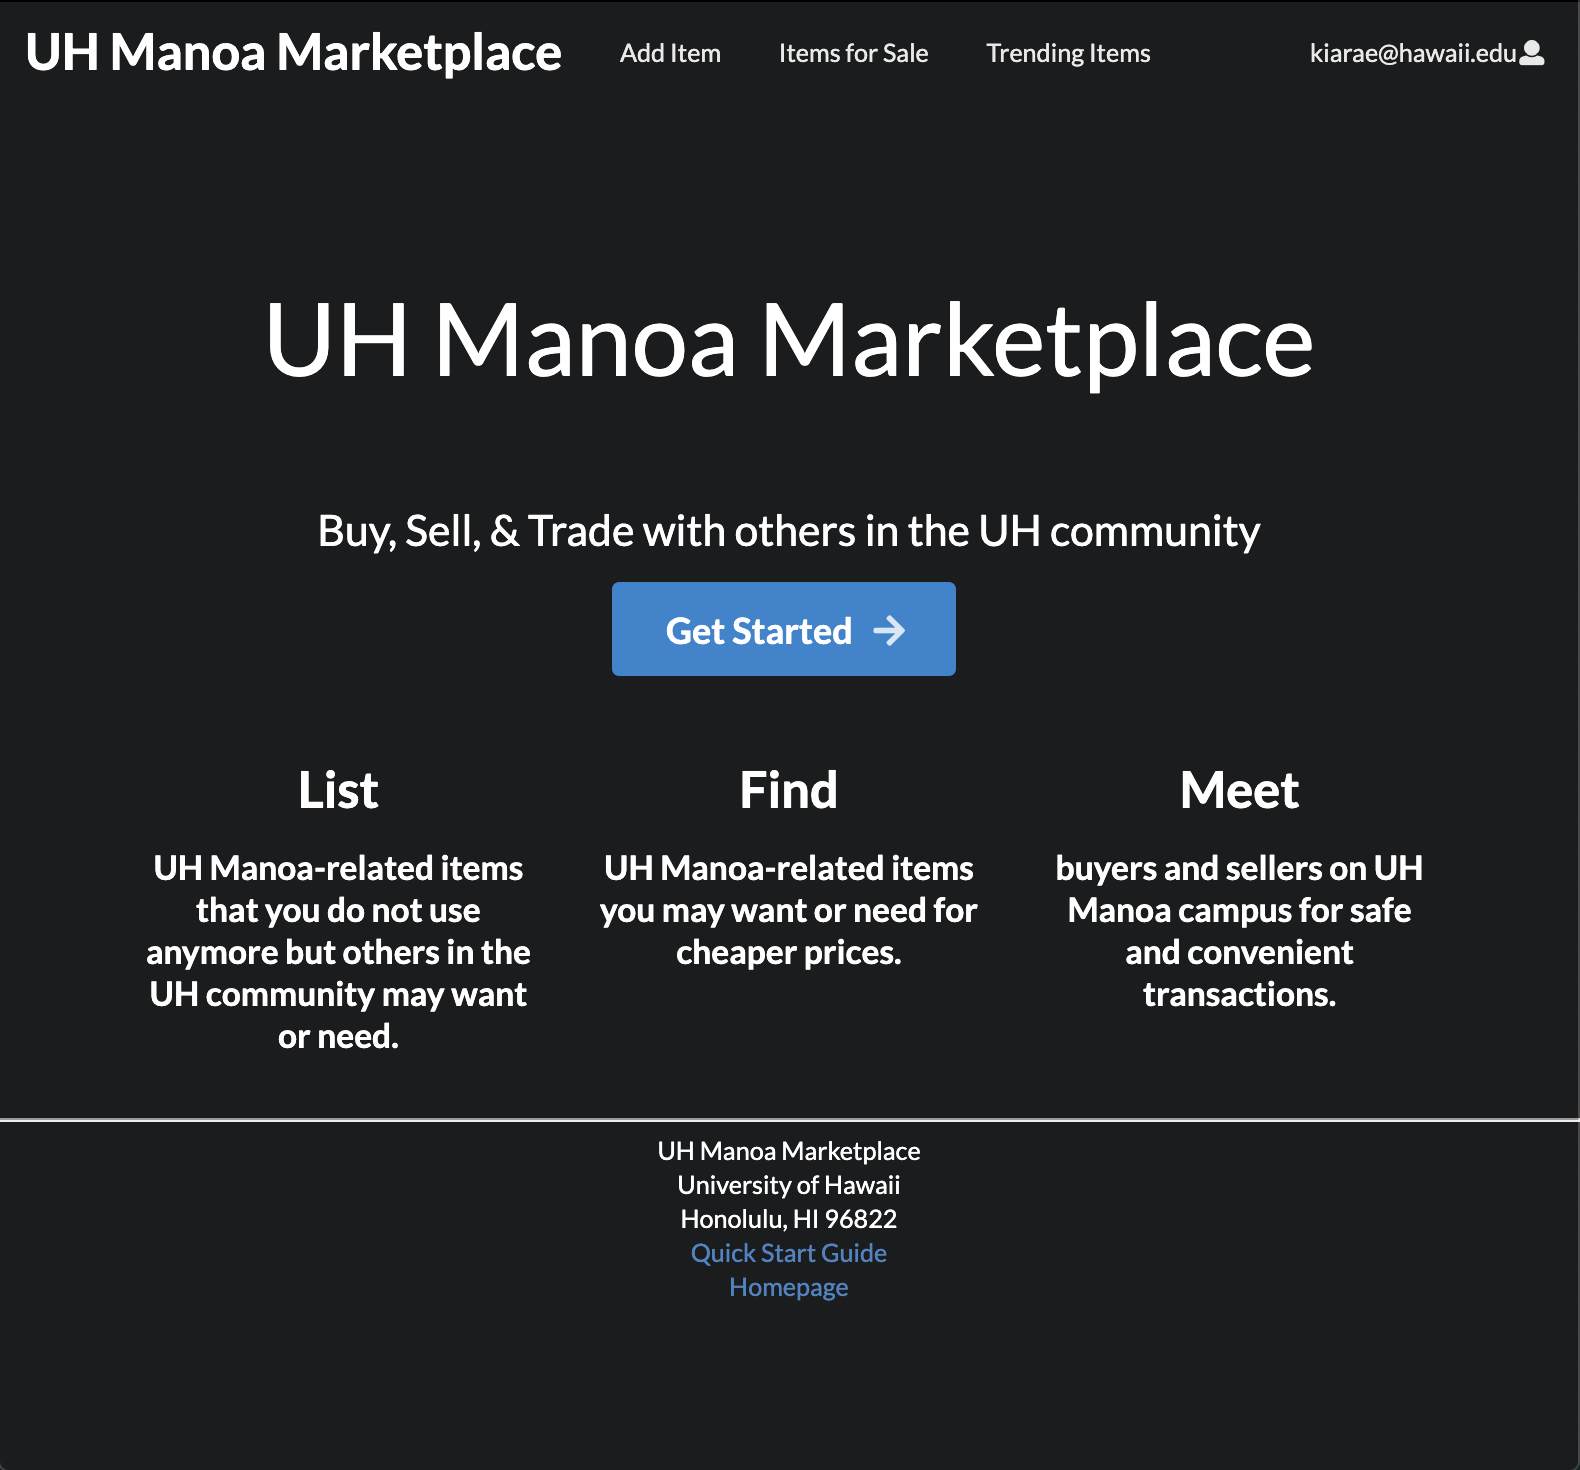 UH Manoa Marketplace
Add Item
Items for Sale
Trending Items
kiarae@hawaii.edu
UH Manoa Marketplace
Buy, Sell, & Trade with others in the UH community
Get Started
List
UH Manoa-related items
that you do not use
anymore but others in the
UH community may want
or need.
Find
UH Manoa-related items
you may want or need for
cheaper prices.
Meet
buyers and sellers on UH
Manoa campus for safe
and convenient
transactions.
UH Manoa Marketplace
University of Hawaii
Honolulu, HI 96822
Quick Start Guide
Homepage